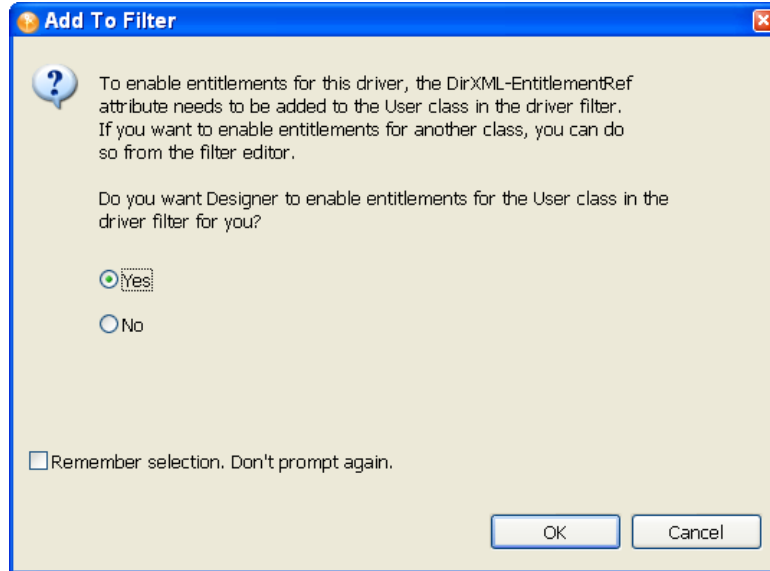 Add To Filter
To enable entitlements for this driver, the DirXML-EntitlementRef
attribute needs to be added to the User class in the driver filter.
If you want to enable entitlements for another class, you can do
so from the filter editor.
Do you want Designer to enable entitlements for the User class in the
driver filter for you?
Yes
No
Remember selection. Don't prompt again.
OK Cancel